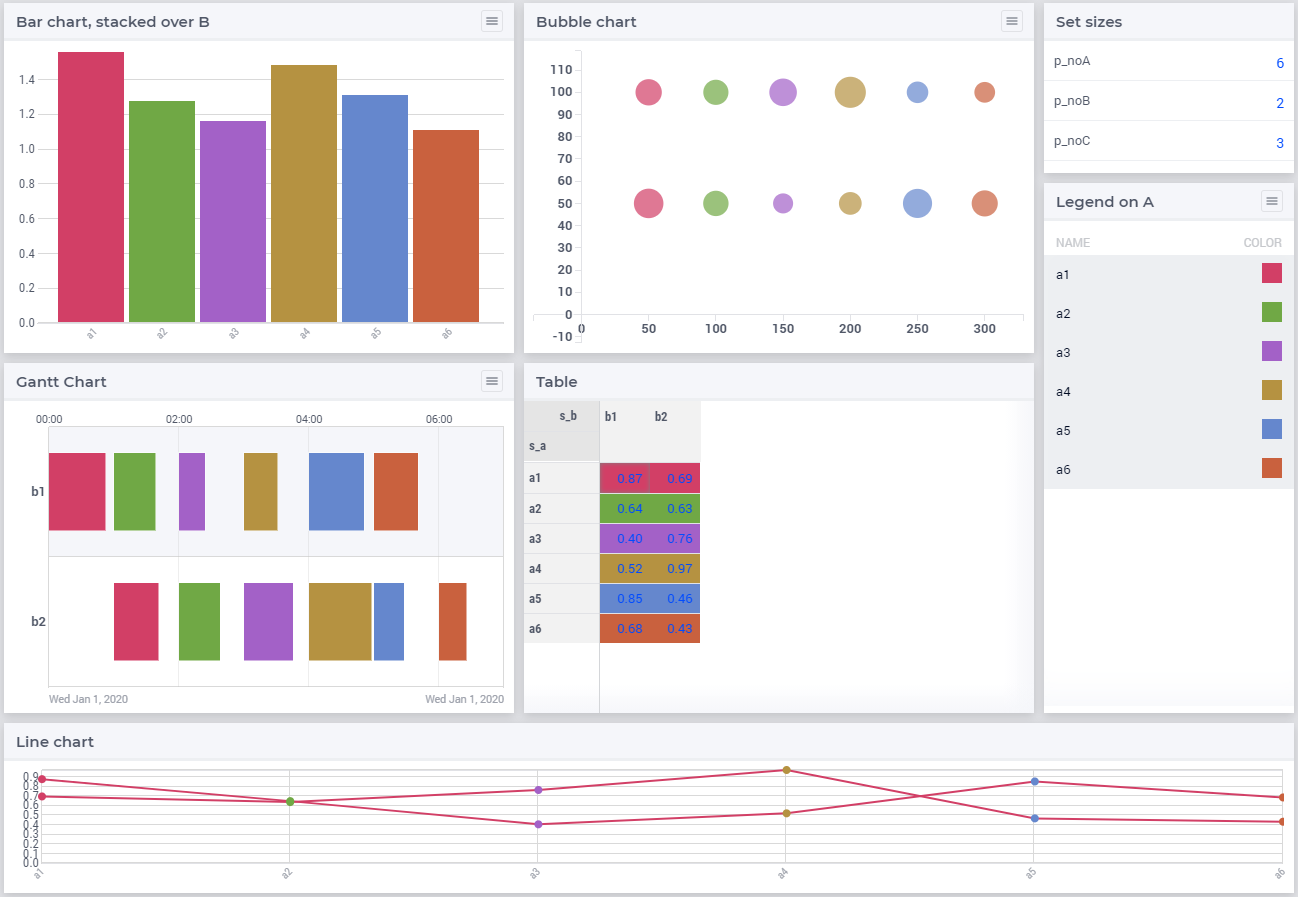 Bar chart, stacked over B
1.4
1.2
1.0
0.8
0.6
0.4
0.2
0.0
a1 a2 a3 a4 a5 a6
Bubble chart
110
100
90
80
70
60
50
40
30
20
10
0
-10
0 50 100 150 200 250 300
Set sizes
p_noA 6
p_noB 2
p_noC 3
Legend on A
NAME COLOR
a1
a2
a3
a4
a5
a6
Gantt Chart
00:00 02:00 04:00 06:00
b1
b2
Wed Jan 1, 2020 Wed Jan 1, 2020
Table
s_b b1 b2
s_a
a1 0.87 0.69
a2 0.64 0.63
a3 0.40 0.76
a4 0.52 0.97
a5 0.85 0.46
a6 0.68 0.43
Line chart
0.9
0.8
0.7
0.6
0.5
0.4
0.3
0.2
0.1
0.0
a1 a2 a3 a4 a5 a6